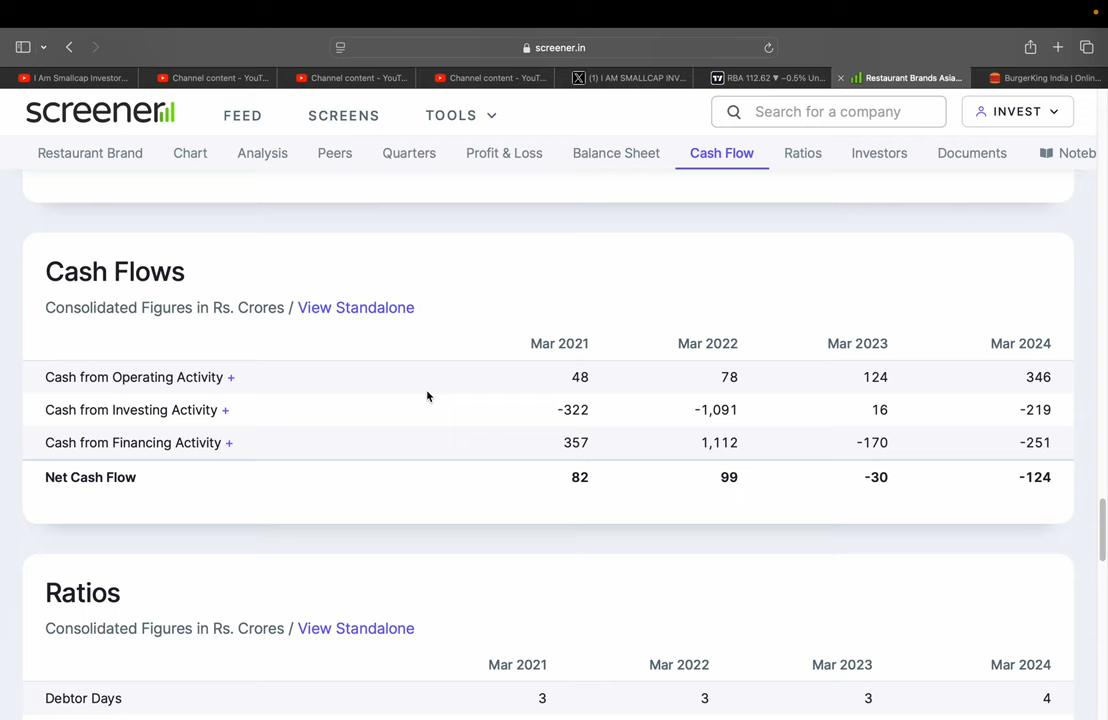 screener.in
I Am Smallcap Investor...
Channel content - YouT...
Channel content - YouT...
Channel content - YouT...
(1) I AM SMALLCAP INV...
RBA 112.62 ▼ −0.5% Un...
Restaurant Brands Asia...
BurgerKing India | Onlin...
screener
FEED
SCREENS
TOOLS
Search for a company
INVEST
Restaurant Brand
Chart
Analysis
Peers
Quarters
Profit & Loss
Balance Sheet
Cash Flow
Ratios
Investors
Documents
Noteb
Cash Flows
Consolidated Figures in Rs. Crores / View Standalone
Mar 2021 Mar 2022 Mar 2023 Mar 2024
Cash from Operating Activity + 48 78 124 346
Cash from Investing Activity + -322 -1,091 16 -219
Cash from Financing Activity + 357 1,112 -170 -251
Net Cash Flow 82 99 -30 -124
Ratios
Consolidated Figures in Rs. Crores / View Standalone
Mar 2021 Mar 2022 Mar 2023 Mar 2024
Debtor Days 3 3 3 4